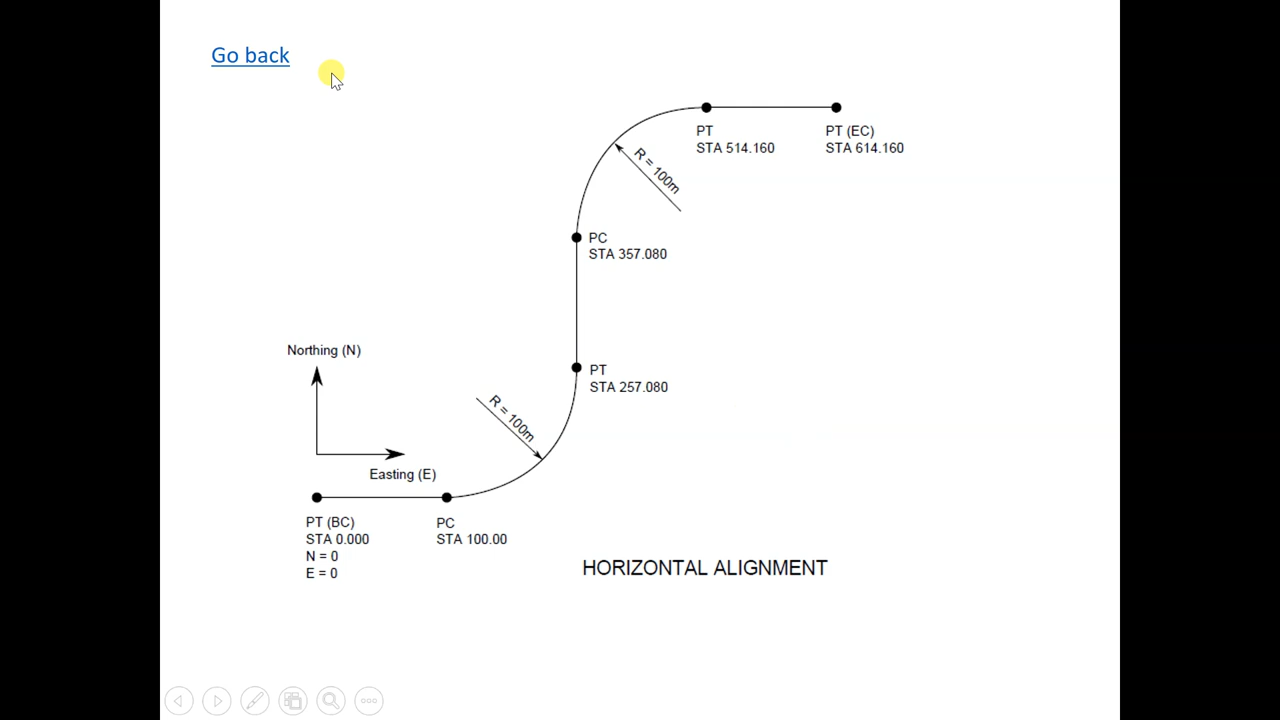 Go back
PT
STA 514.160
PT (EC)
STA 614.160
R = 100m
PC
STA 357.080
Northing (N)
PT
STA 257.080
R = 100m
Easting (E)
PT (BC)
STA 0.000
N = 0
E = 0
PC
STA 100.00
HORIZONTAL ALIGNMENT